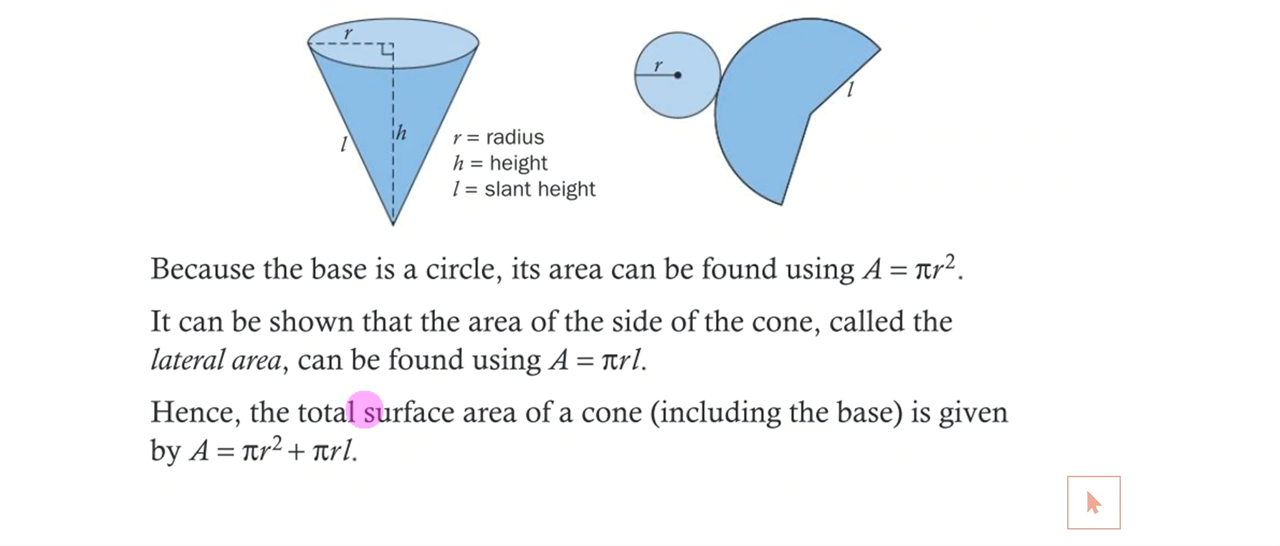 r
l
h
r = radius
h = height
l = slant height
r
l
Because the base is a circle, its area can be found using A = πr².
It can be shown that the area of the side of the cone, called the
lateral area, can be found using A = πrl.
Hence, the total surface area of a cone (including the base) is given
by A = πr² + πrl.